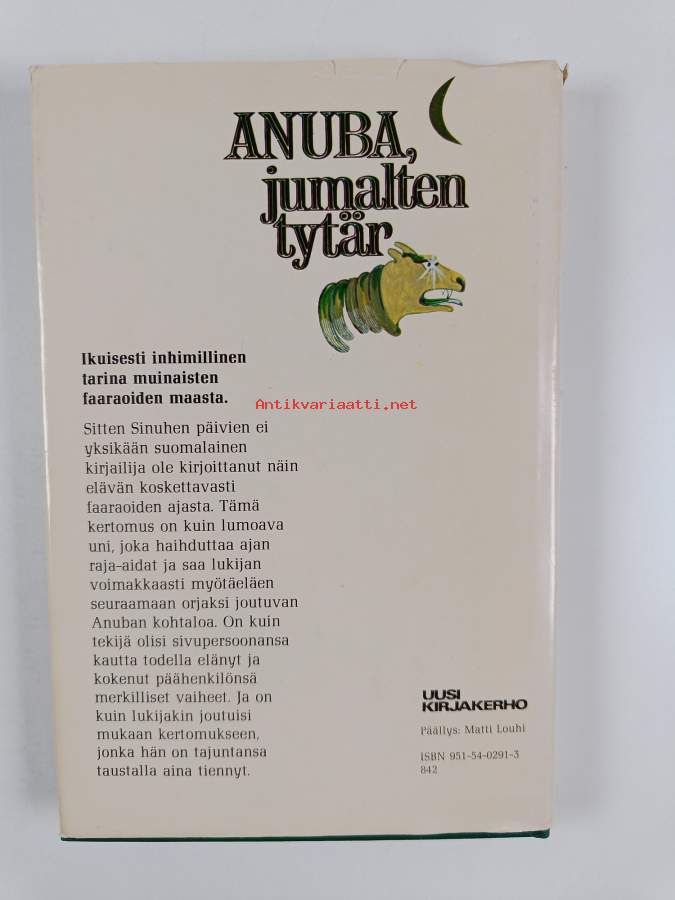 ANUBA,
jumalten
tytär
Ikuisesti inhimillinen
tarina muinaisten
faaraoiden maasta.
Antikvariaatti.net
Sitten Sinuhen päivien ei
yksikään suomalainen
kirjailija ole kirjoittanut näin
elävän koskettavasti
faaraoiden ajasta. Tämä
kertomus on kuin lumoava
uni, joka haihduttaa ajan
raja-aidat ja saa lukijan
voimakkaasti myötäeläen
seuraamaan orjaksi joutuvan
Anuban kohtaloa. On kuin
tekijä olisi sivupersoonansa
kautta todella elänyt ja
kokenut päähenkilönsä
merkilliset vaiheet. Ja on
kuin lukijakin joutuisi
mukaan kertomukseen,
jonka hän on tajuntansa
taustalla aina tiennyt.
UUSI
KIRJAKERHO
Päällys: Matti Louhi
ISBN 951-54-0291-3
842